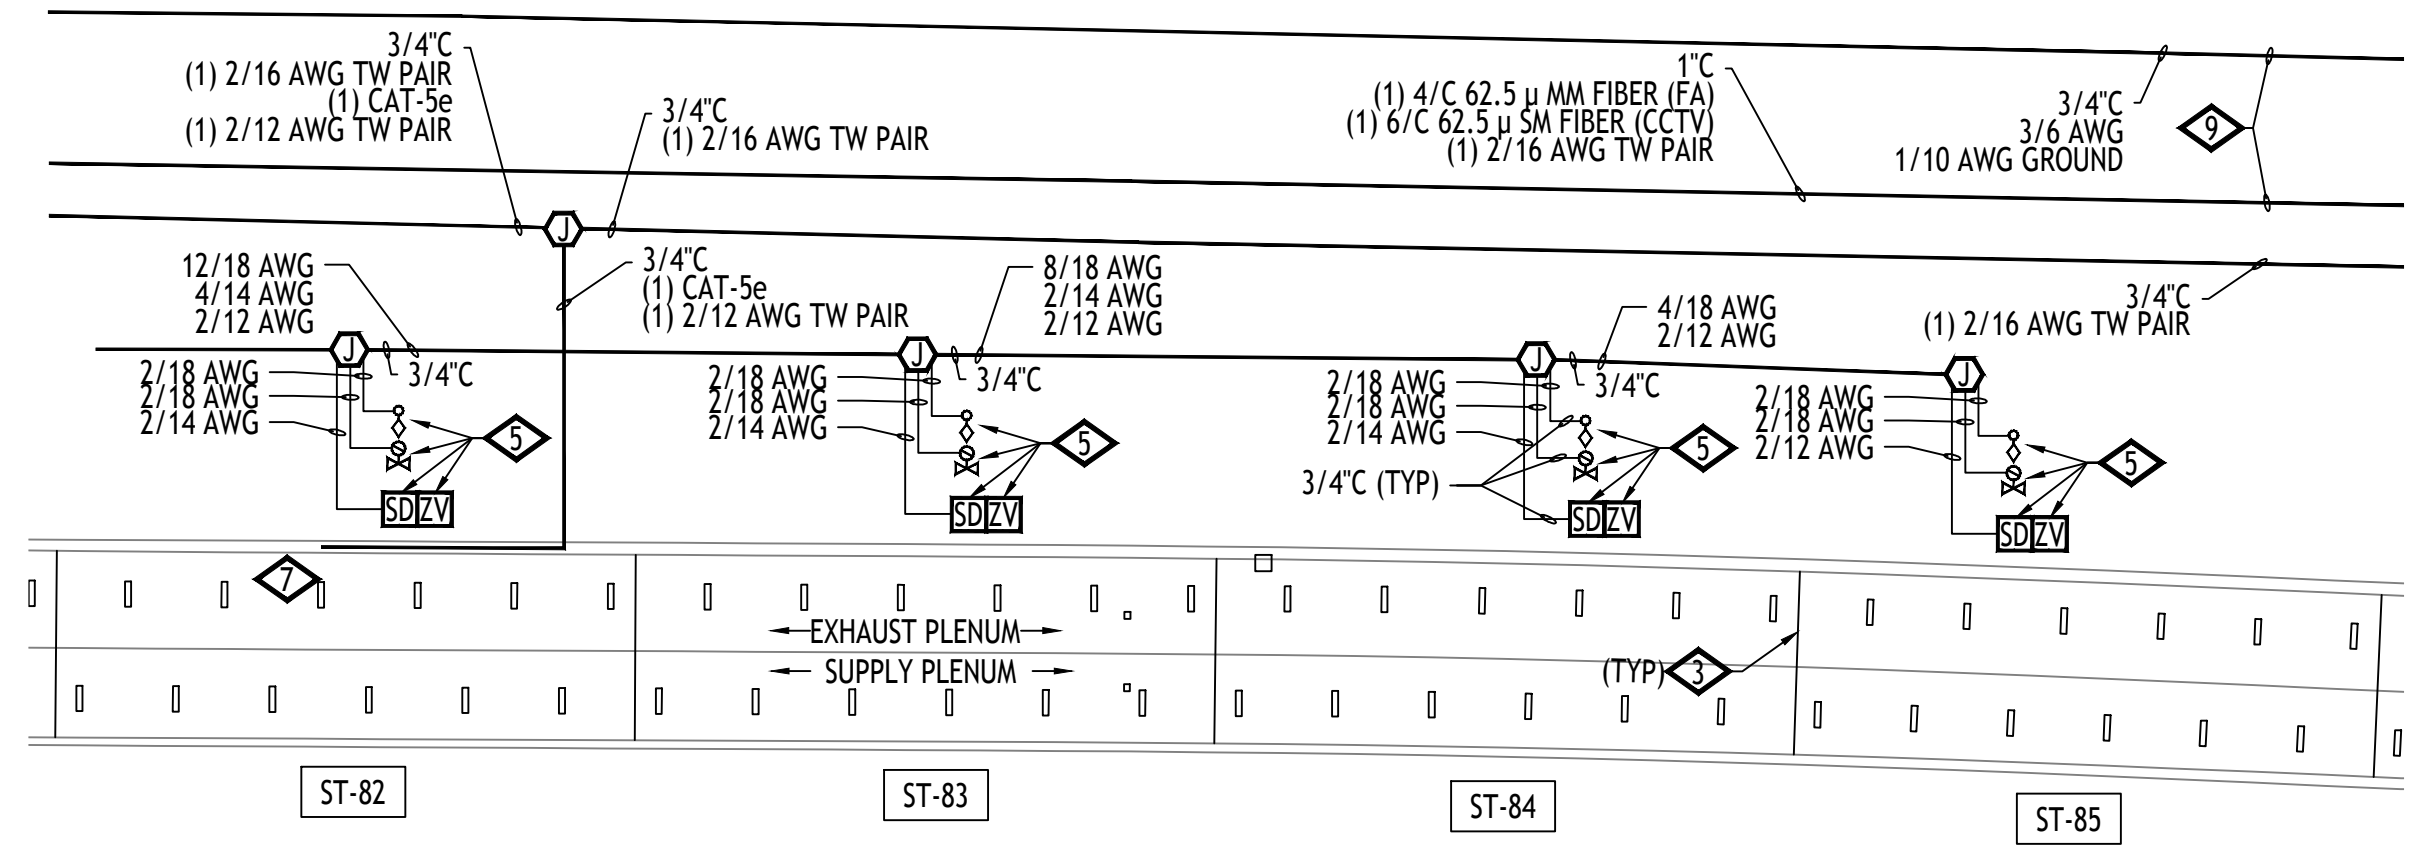 3/4"C
(1) 2/16 AWG TW PAIR
(1) CAT-5e
(1) 2/12 AWG TW PAIR
3/4"C
(1) 2/16 AWG TW PAIR
1"C
(1) 4/C 62.5 µ MM FIBER (FA)
(1) 6/C 62.5 µ SM FIBER (CCTV)
(1) 2/16 AWG TW PAIR
3/4"C
3/6 AWG
1/10 AWG GROUND
9
J
12/18 AWG
4/14 AWG
2/12 AWG
3/4"C
(1) CAT-5e
(1) 2/12 AWG TW PAIR
8/18 AWG
2/14 AWG
2/12 AWG
4/18 AWG
2/12 AWG
3/4"C
(1) 2/16 AWG TW PAIR
J
3/4"C
2/18 AWG
2/18 AWG
2/14 AWG
5
SD ZV
J
3/4"C
2/18 AWG
2/18 AWG
2/14 AWG
5
SD ZV
J
3/4"C
2/18 AWG
2/18 AWG
2/14 AWG
3/4"C (TYP)
5
SD ZV
J
2/18 AWG
2/18 AWG
2/12 AWG
5
SD ZV
7
EXHAUST PLENUM
SUPPLY PLENUM
(TYP) 3
ST-82
ST-83
ST-84
ST-85